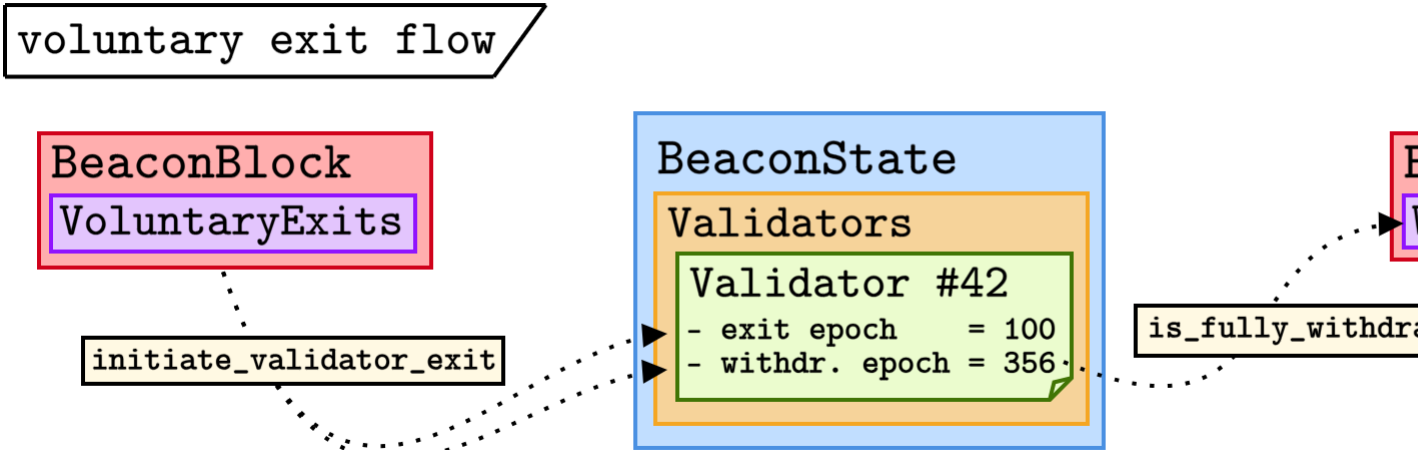 voluntary exit flow
BeaconBlock
VoluntaryExits
initiate_validator_exit
BeaconState
Validators
Validator #42
- exit epoch = 100
- withdr. epoch = 356